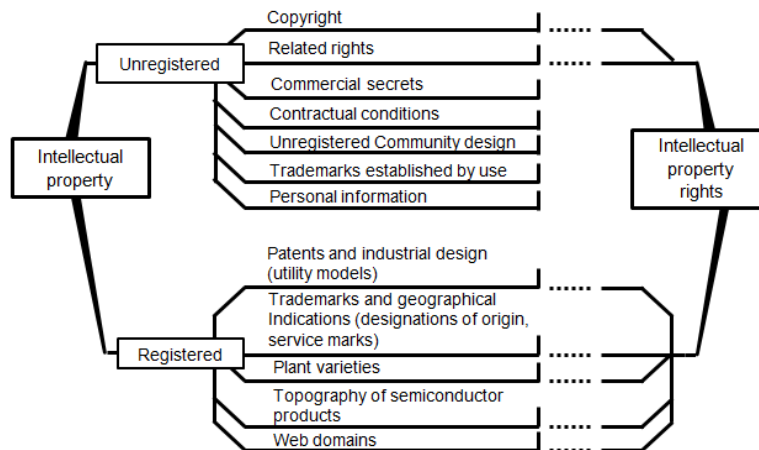 Copyright
Related rights
Unregistered
Commercial secrets
Contractual conditions
Unregistered Community design
Trademarks established by use
Personal information
Intellectual
property
Intellectual
property
rights
Patents and industrial design
(utility models)
Trademarks and geographical
Indications (designations of origin,
service marks)
Registered
Plant varieties
Topography of semiconductor
products
Web domains